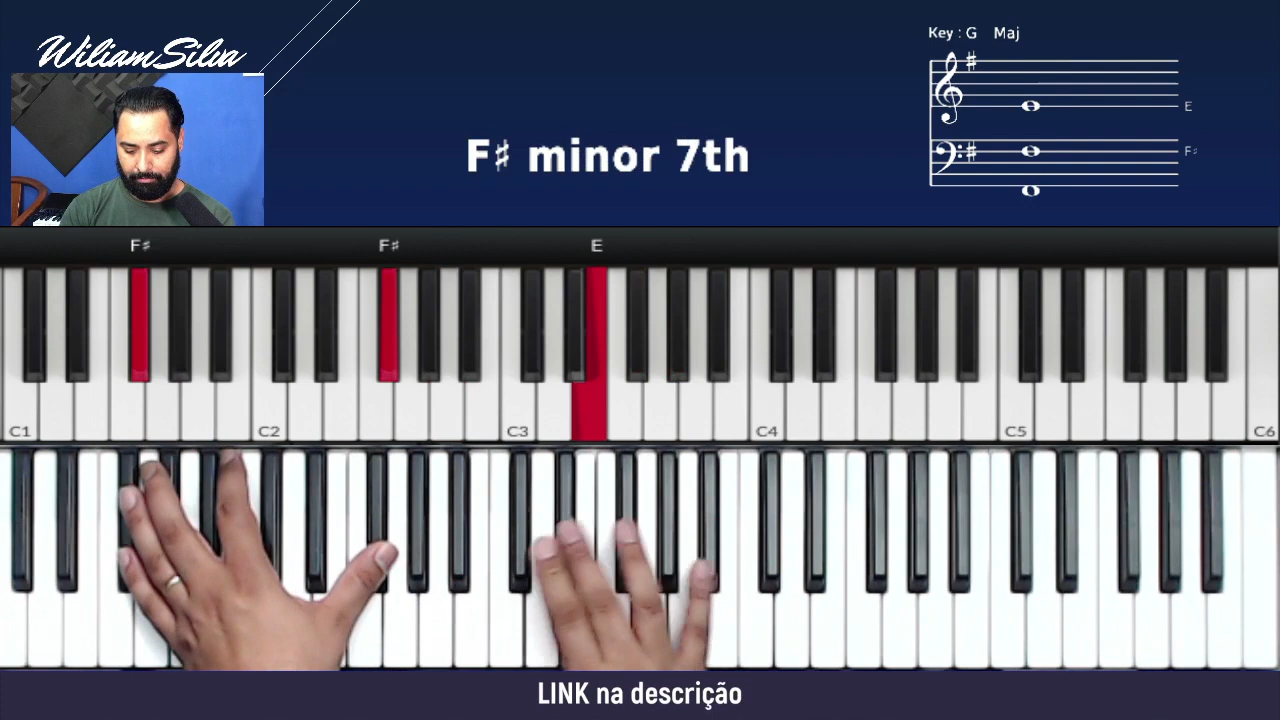 WiliamSilva
Key : G Maj
E
F♯ minor 7th
F♯
F♯ F♯ E
C1 C2 C3 C4 C5 C6
LINK na descrição